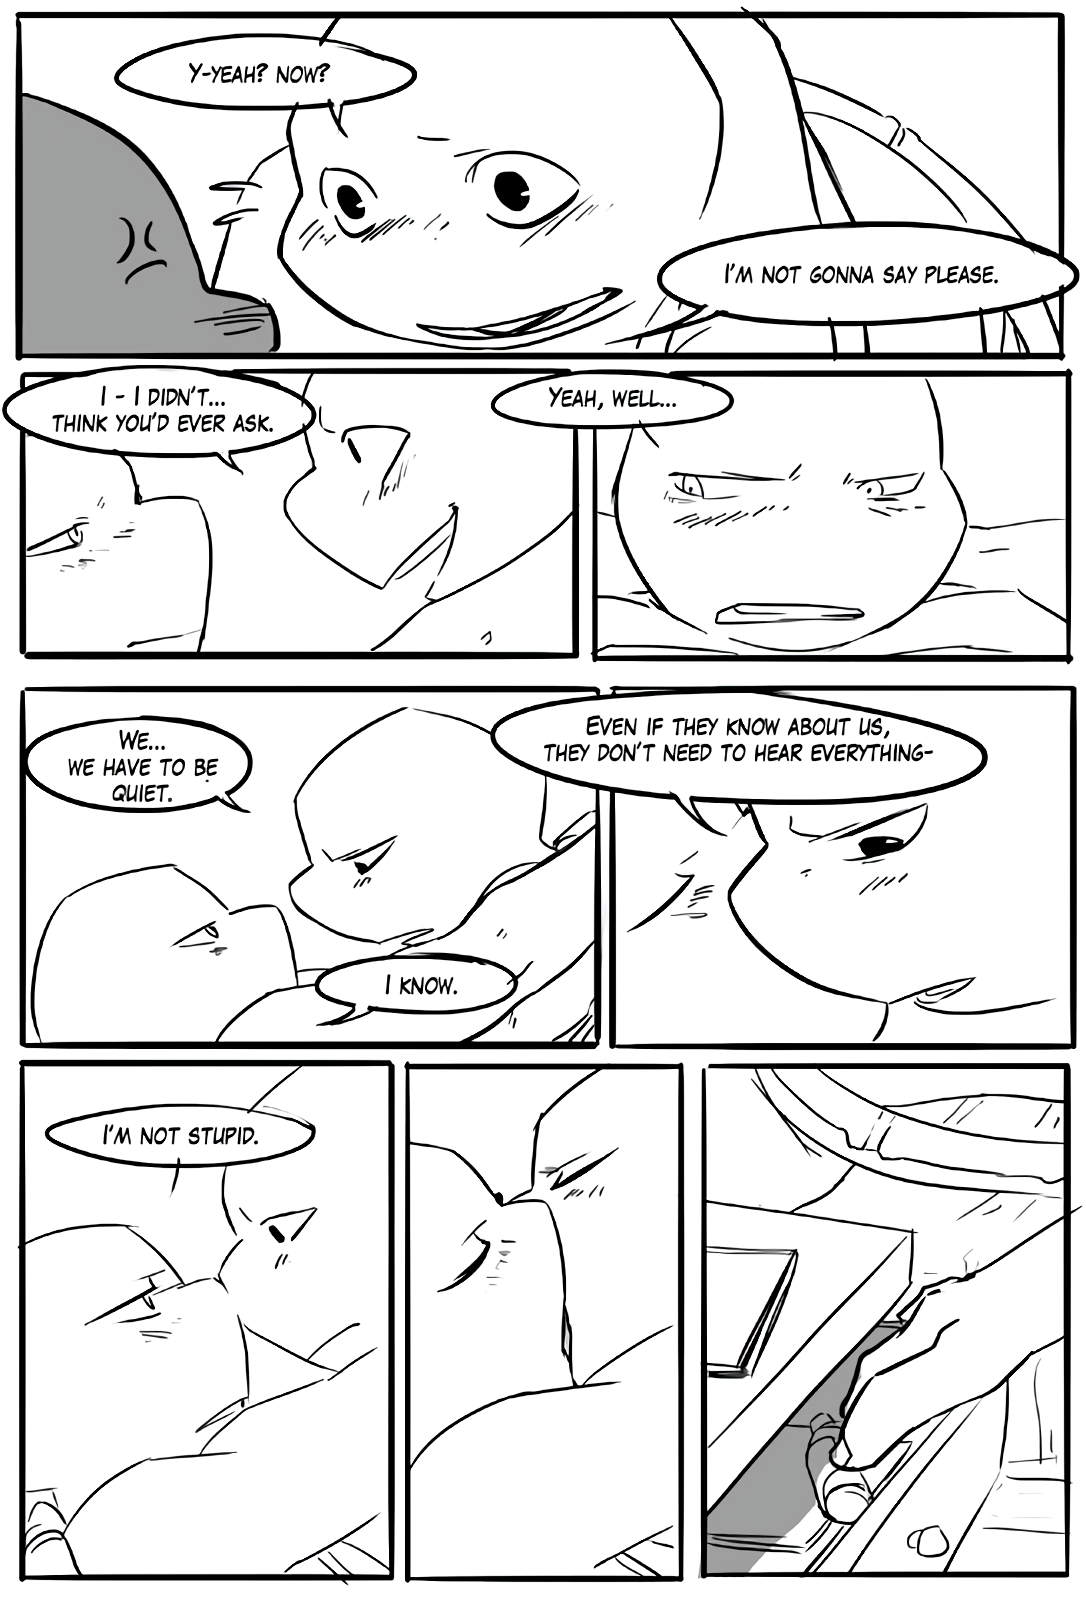 Y-YEAH? NOW?
I'M NOT GONNA SAY PLEASE.
I - I DIDN'T...
THINK YOU'D EVER ASK.
YEAH, WELL...
WE...
WE HAVE TO BE
QUIET.
EVEN IF THEY KNOW ABOUT US,
THEY DON'T NEED TO HEAR EVERYTHING-
I KNOW.
I'M NOT STUPID.